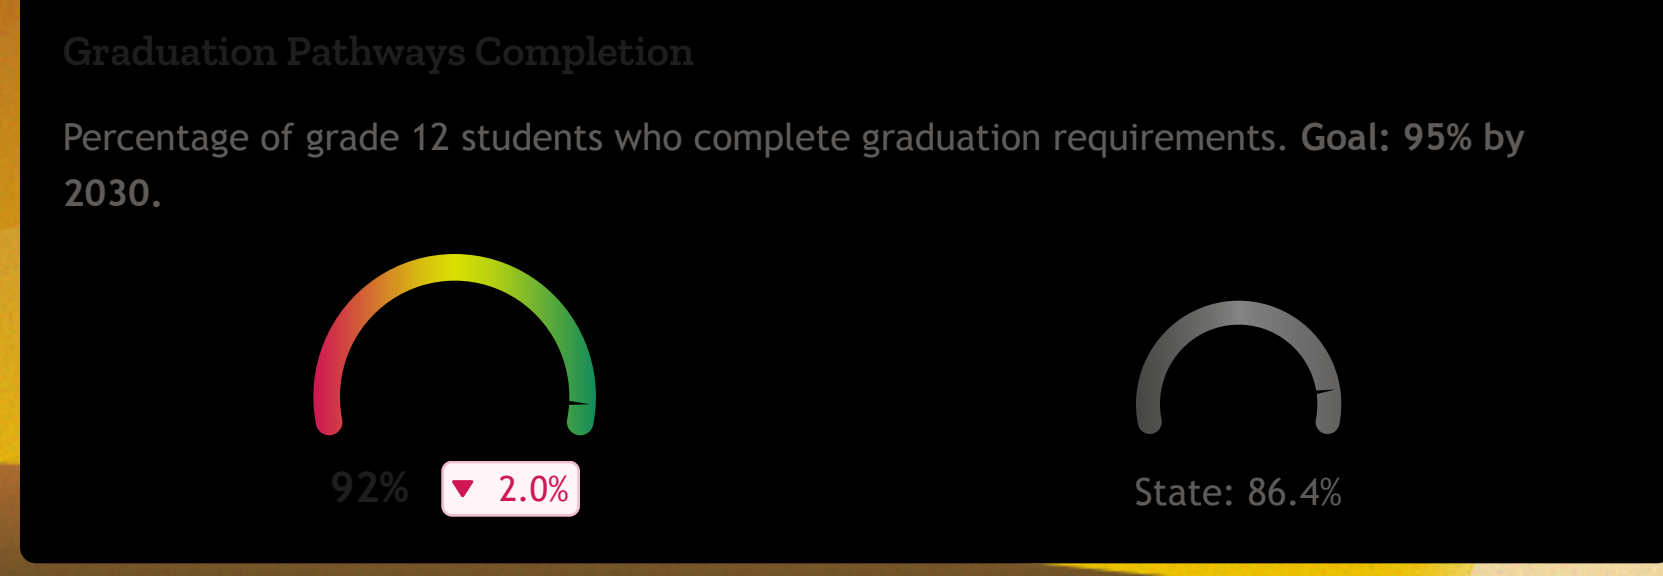 Graduation Pathways Completion
Percentage of grade 12 students who complete graduation requirements. Goal: 95% by
2030.
92% ▼ 2.0%
State: 86.4%